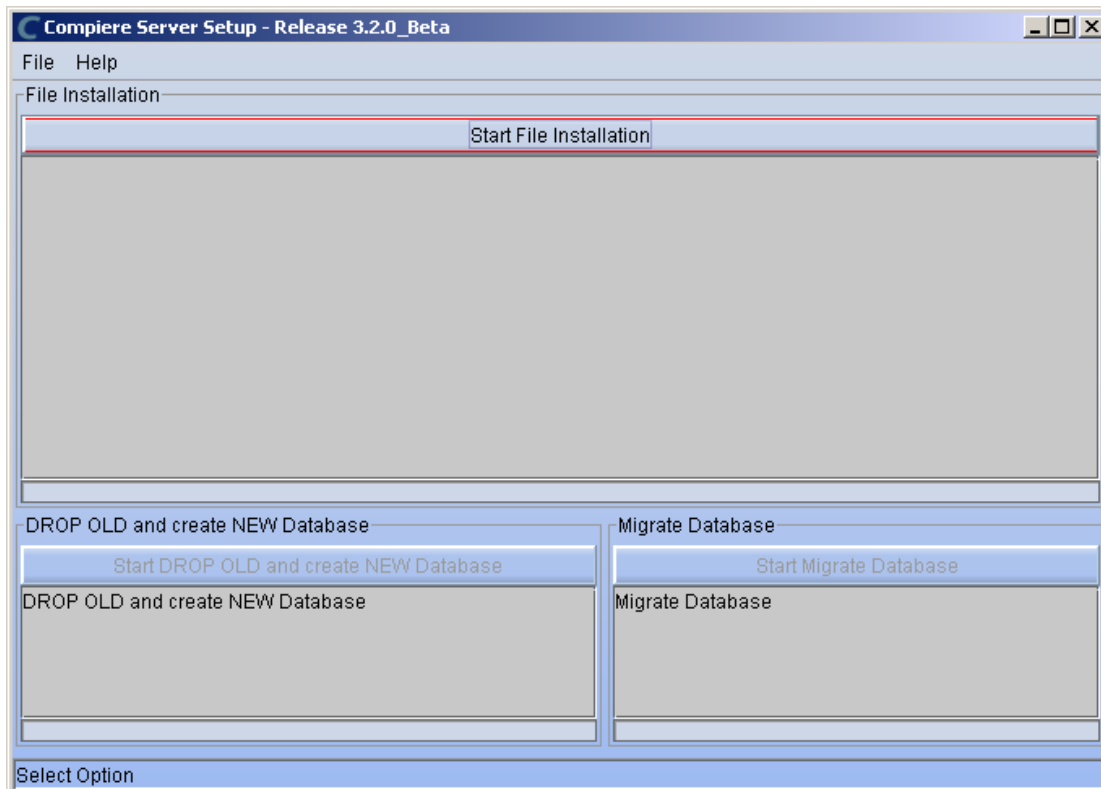 Compiere Server Setup - Release 3.2.0_Beta
File Help
File Installation
Start File Installation
DROP OLD and create NEW Database
Migrate Database
Start DROP OLD and create NEW Database
Start Migrate Database
DROP OLD and create NEW Database
Migrate Database
Select Option